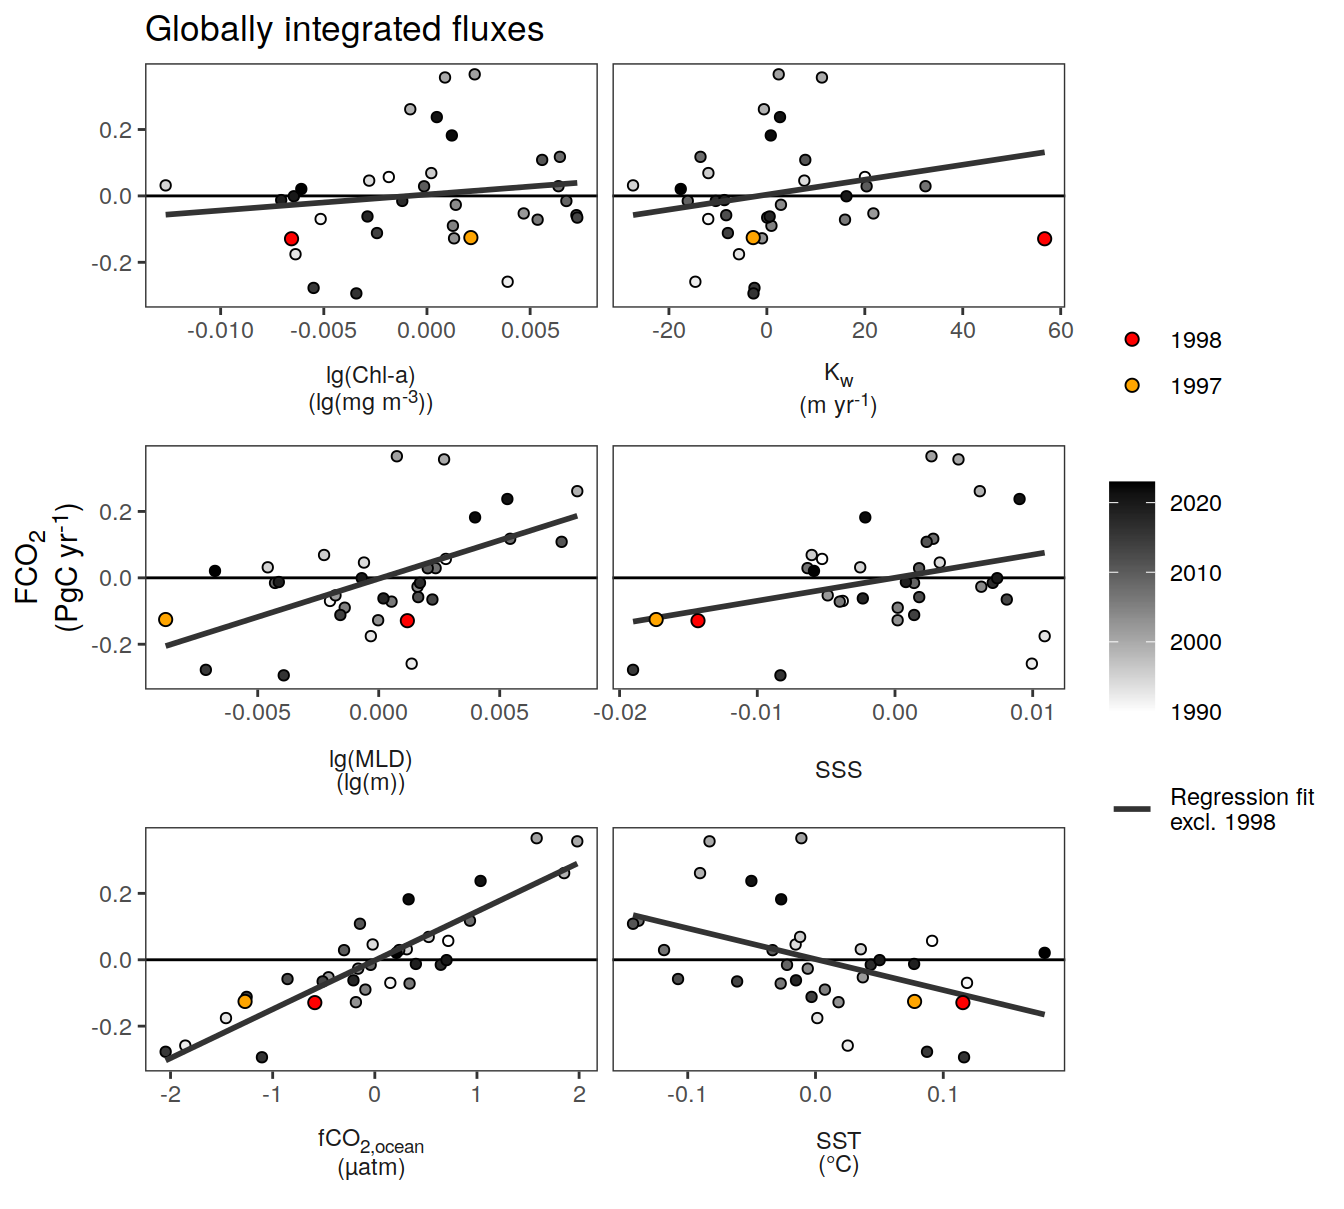 Globally integrated fluxes
0.2
0.0
-0.2
-0.010 -0.005 0.000 0.005
-20 0 20 40 60
lg(Chl-a)
(lg(mg m⁻³))
K_w
(m yr⁻¹)
1998
1997
FCO₂
(PgC yr⁻¹)
0.2
0.0
-0.2
-0.005 0.000 0.005
-0.02 -0.01 0.00 0.01
lg(MLD)
(lg(m))
SSS
2020
2010
2000
1990
Regression fit
excl. 1998
0.2
0.0
-0.2
-2 -1 0 1 2
-0.1 0.0 0.1
fCO₂,ocean
(µatm)
SST
(°C)